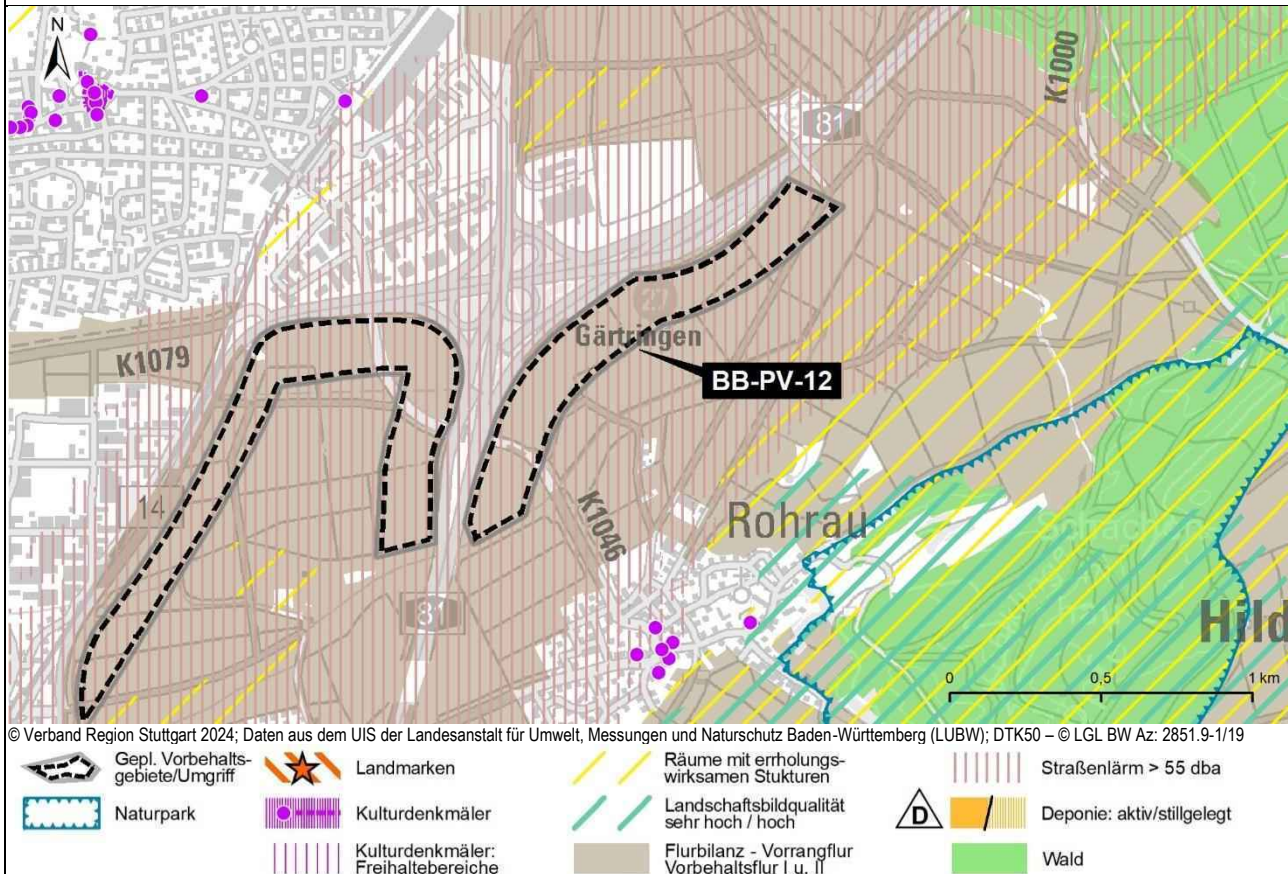 N
K1000
81
27
Gärtringen
K1079
BB-PV-12
14
Rohrau
K1046
81
Hild
0 0,5 1 km
© Verband Region Stuttgart 2024; Daten aus dem UIS der Landesanstalt für Umwelt, Messungen und Naturschutz Baden-Württemberg (LUBW); DTK50 – © LGL BW Az: 2851.9-1/19
Gepl. Vorbehalts-
gebiete/Umgriff
Naturpark
Landmarken
Kulturdenkmäler
Kulturdenkmäler:
Freihaltebereiche
Räume mit errholungs-
wirksamen Stukturen
Landschaftsbildqualität
sehr hoch / hoch
Flurbilanz - Vorrangflur
Vorbehaltsflur I u. II
Straßenlärm > 55 dba
D
Deponie: aktiv/stillgelegt
Wald